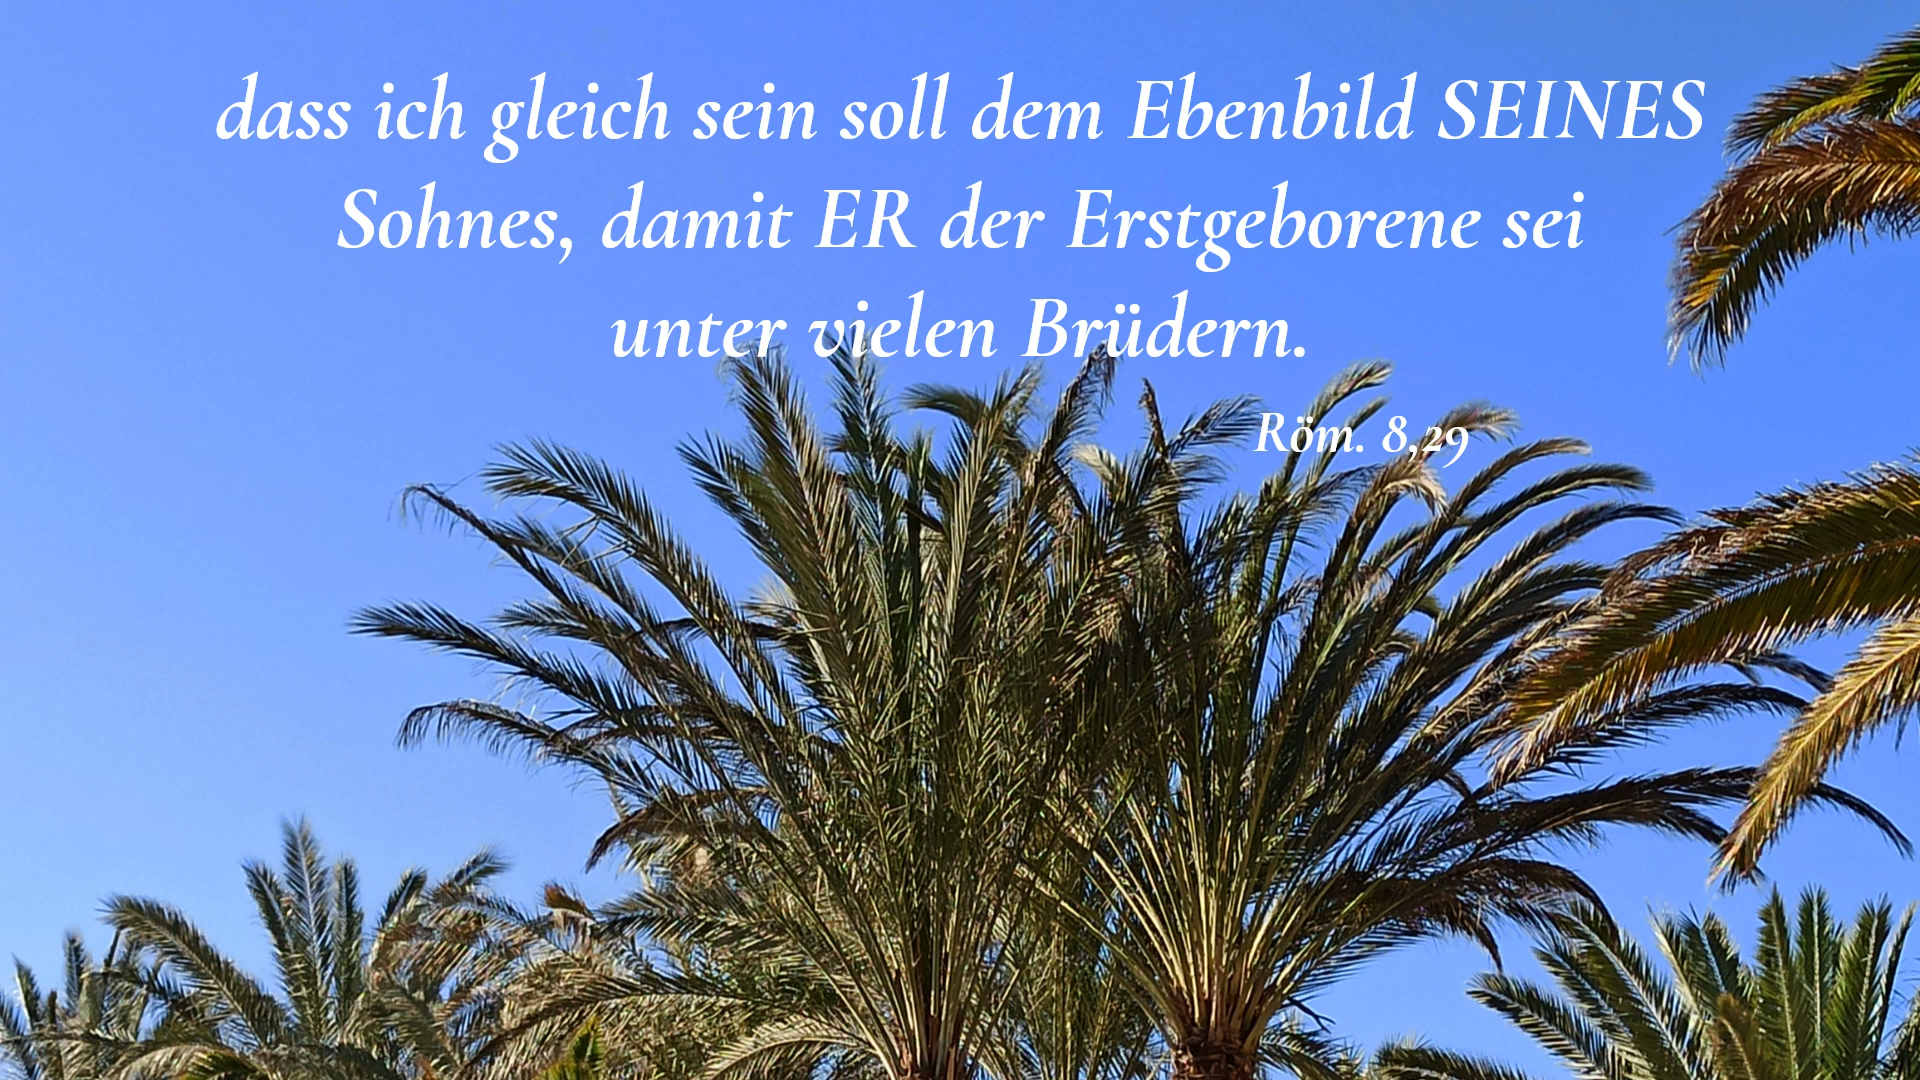 dass ich gleich sein soll dem Ebenbild SEINES
Sohnes, damit ER der Erstgeborene sei
unter vielen Brüdern.
Röm. 8,29